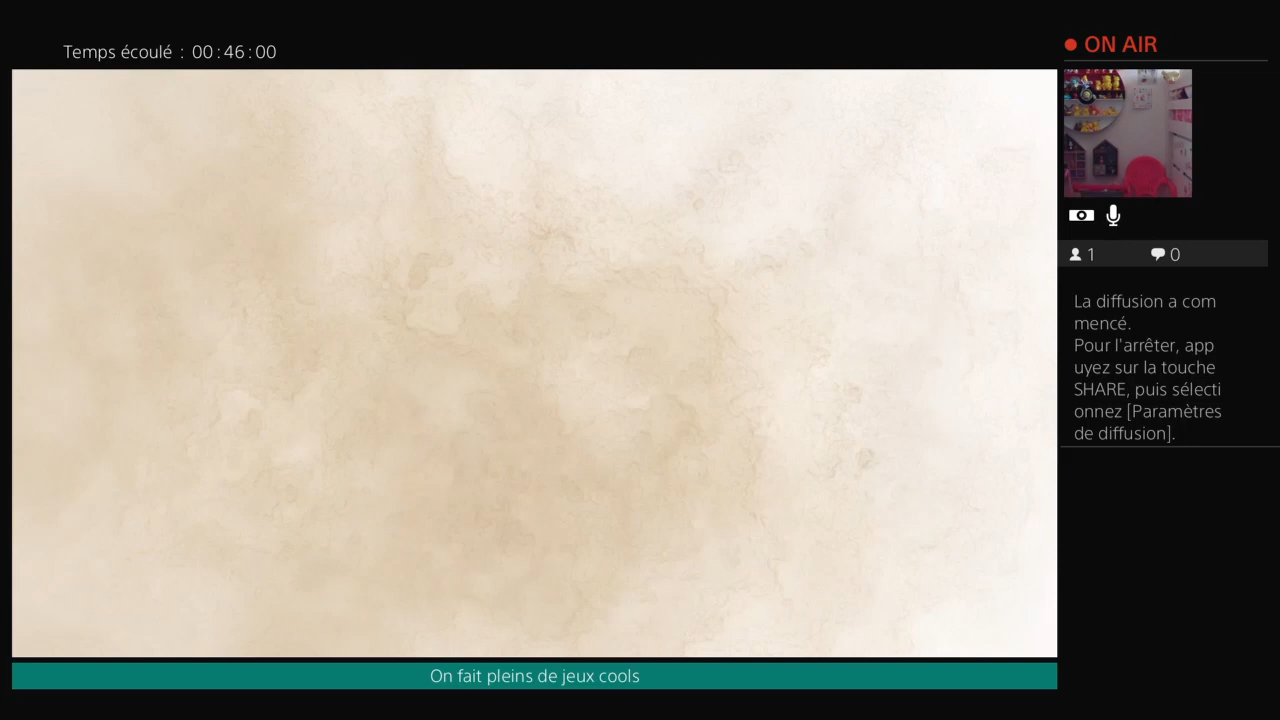 Temps écoulé : 00:46:00
ON AIR
1 0
La diffusion a com
mencé.
Pour l'arrêter, app
uyez sur la touche
SHARE, puis sélecti
onnez [Paramètres
de diffusion].
On fait pleins de jeux cools